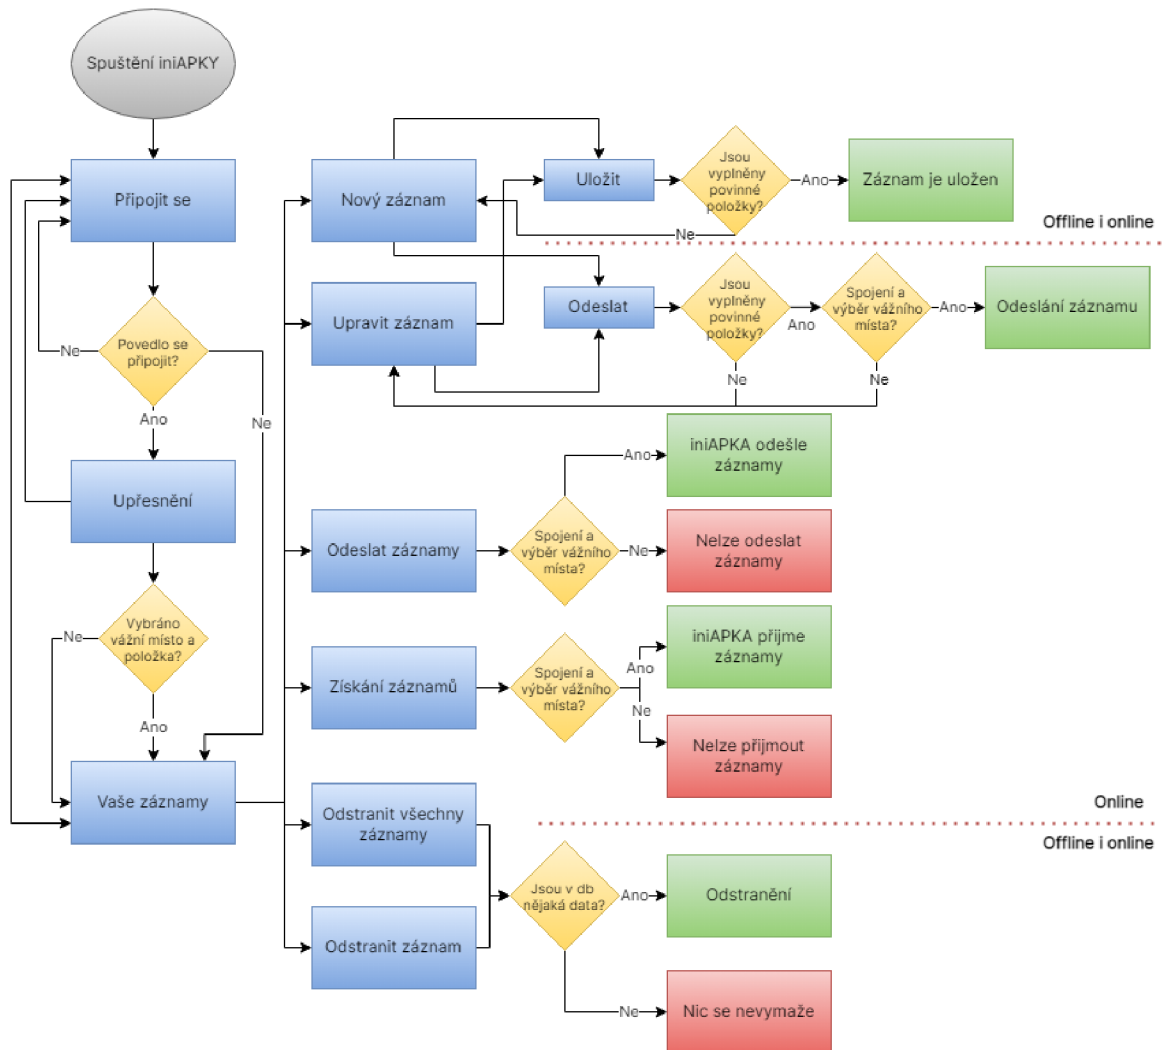 Spuštění iniAPKY
Připojit se
Povedlo se
připojit?
Ne
Ne
Ano
Upřesnění
Vybráno
vážní místo a
položka?
Ne
Ano
Vaše záznamy
Nový záznam
Uložit
Jsou
vyplněny
povinné
položky?
Ano
Záznam je uložen
Ne
Offline i online
Upravit záznam
Odeslat
Jsou
vyplněny
povinné
položky?
Ano
Spojení a
výběr vážního
místa?
Ano
Odeslání záznamu
Ne
Ne
Odeslat záznamy
Spojení a
výběr vážního
místa?
Ano
iniAPKA odešle
záznamy
Ne
Nelze odeslat
záznamy
Získání záznamů
Spojení a
výběr vážního
místa?
Ano
iniAPKA přijme
záznamy
Ne
Nelze přijmout
záznamy
Online
Offline i online
Odstranit všechny
záznamy
Odstranit záznam
Jsou v db
nějaká data?
Ano
Odstranění
Ne
Nic se nevymaže